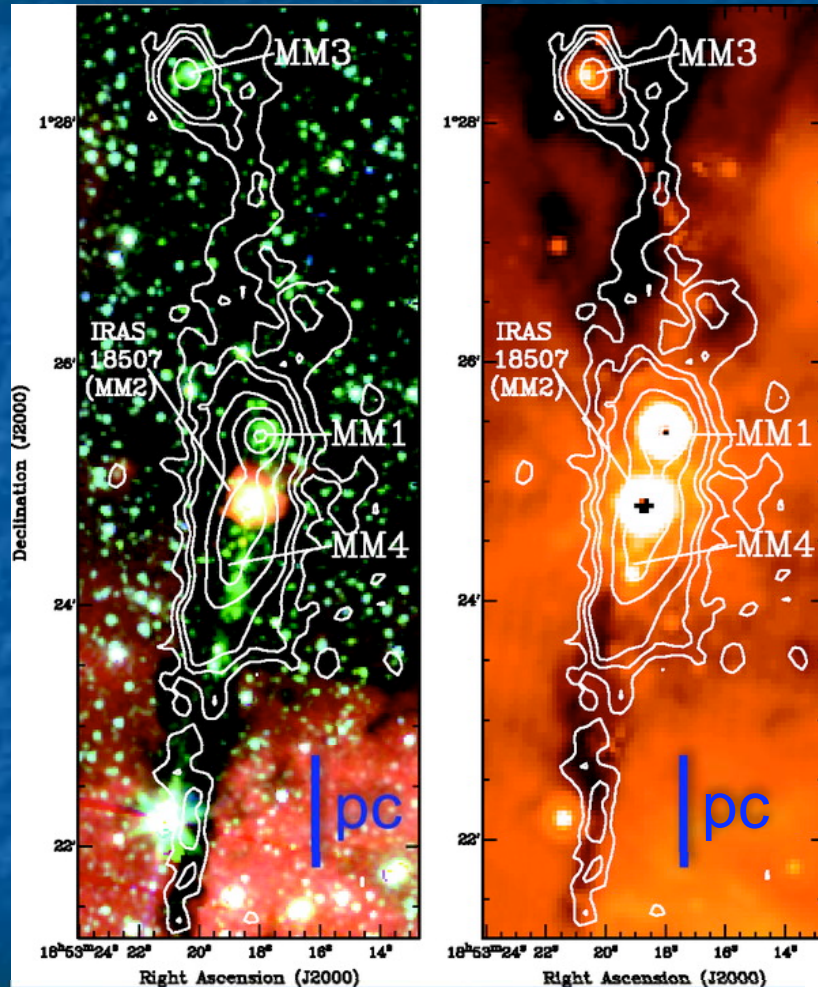 MM3
1°28′
IRAS
18507
(MM2)
26′
MM1
MM4
24′
22′
pc
18ʰ53ᵐ24ˢ 22ˢ 20ˢ 18ˢ 16ˢ 14ˢ
Right Ascension (J2000)
Declination (J2000)
MM3
1°28′
IRAS
18507
(MM2)
26′
MM1
MM4
24′
22′
pc
18ʰ53ᵐ24ˢ 22ˢ 20ˢ 18ˢ 16ˢ 14ˢ
Right Ascension (J2000)